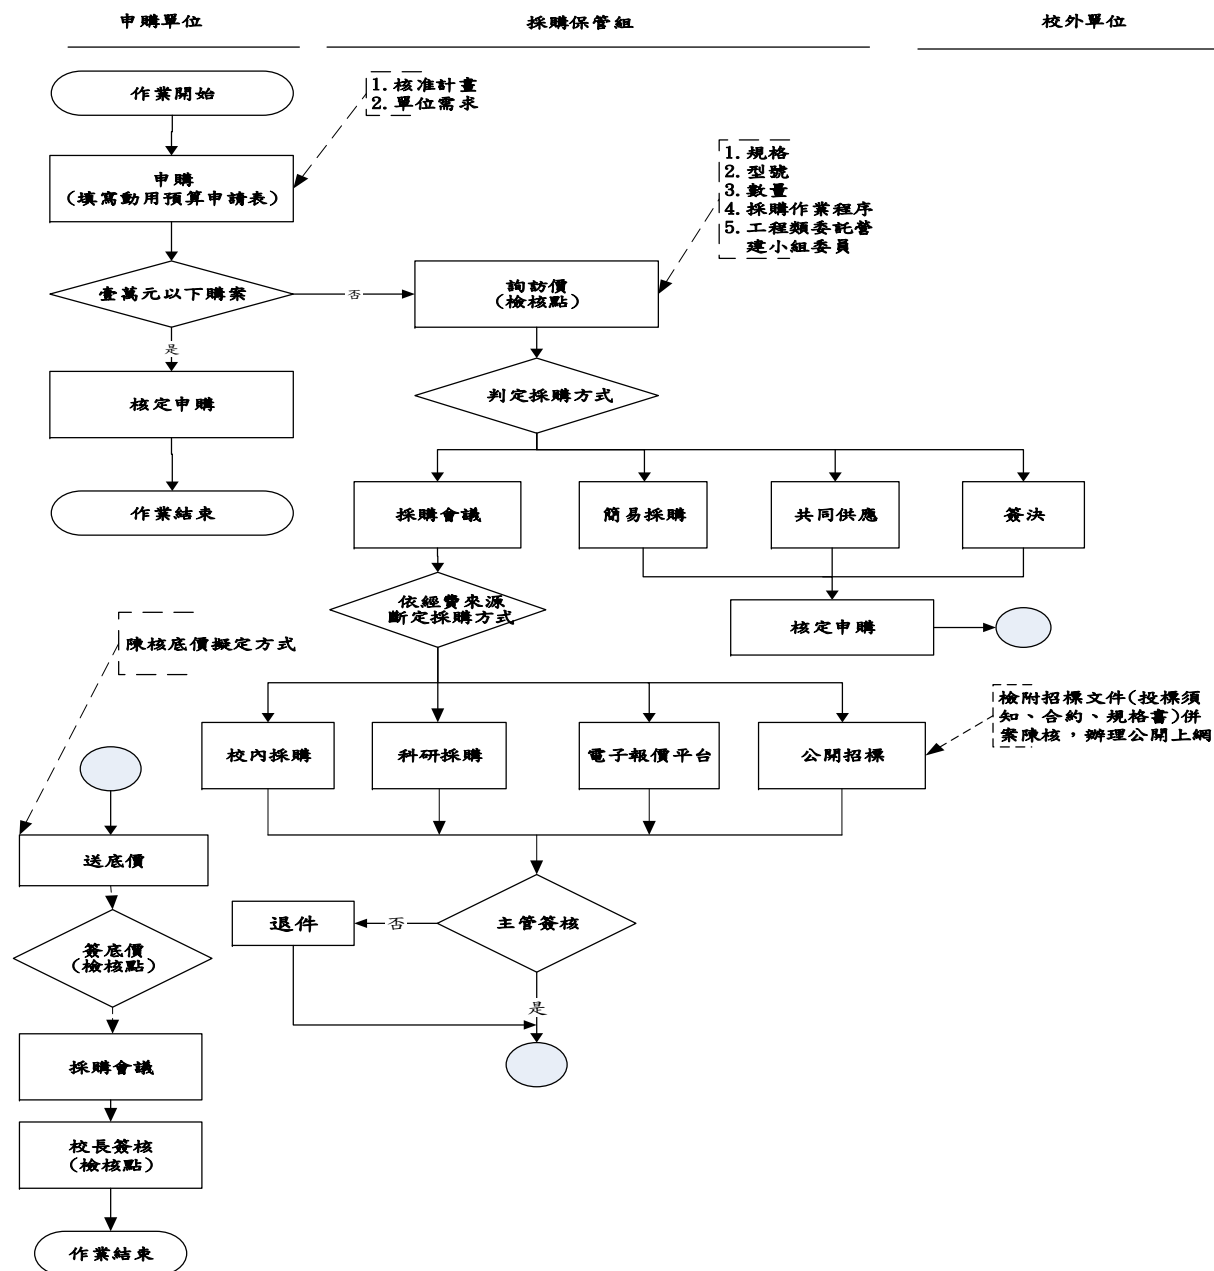 申購單位
採購保管組
校外單位
作業開始
1. 核准計畫
2. 單位需求
申購
(填寫動用預算申請表)
1. 規格
2. 型號
3. 數量
4. 採購作業程序
5. 工程類委託營
建小組委員
壹萬元以下購案
否
詢訪價
(檢核點)
是
核定申購
判定採購方式
作業結束
採購會議
簡易採購
共同供應
簽決
依經費來源
斷定採購方式
核定申購
陳核底價擬定方式
校內採購
科研採購
電子報價平台
公開招標
檢附招標文件(投標須
知、合約、規格書)併
案陳核，辦理公開上網
送底價
退件
否
主管簽核
簽底價
(檢核點)
是
採購會議
校長簽核
(檢核點)
作業結束